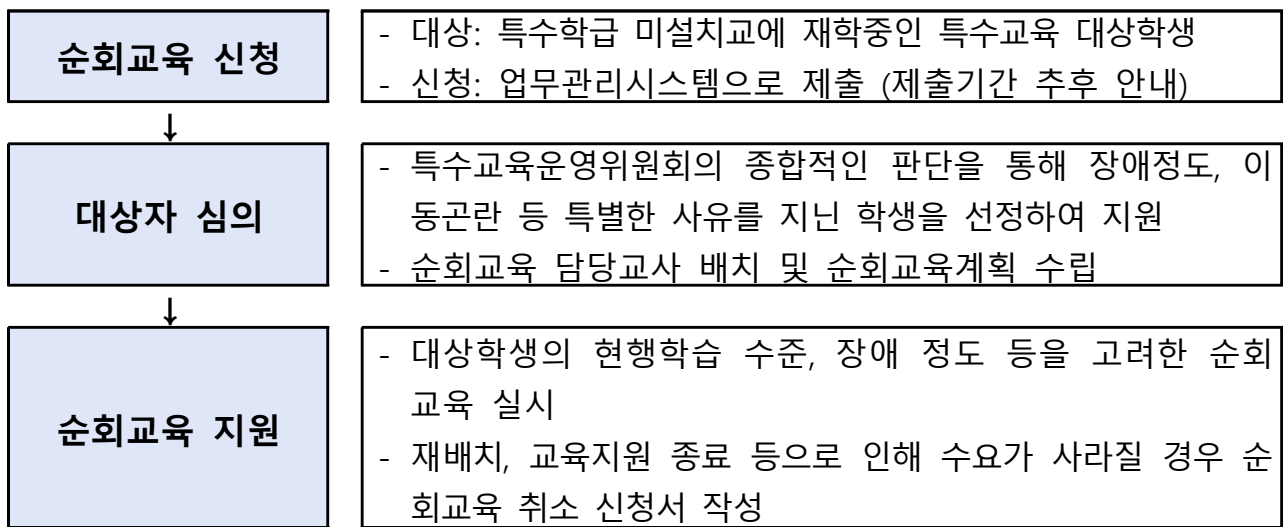 순회교육 신청
- 대상: 특수학급 미설치교에 재학중인 특수교육 대상학생
- 신청: 업무관리시스템으로 제출 (제출기간 추후 안내)
↓
대상자 심의
- 특수교육운영위원회의 종합적인 판단을 통해 장애정도, 이
동곤란 등 특별한 사유를 지닌 학생을 선정하여 지원
- 순회교육 담당교사 배치 및 순회교육계획 수립
↓
순회교육 지원
- 대상학생의 현행학습 수준, 장애 정도 등을 고려한 순회
교육 실시
- 재배치, 교육지원 종료 등으로 인해 수요가 사라질 경우 순
회교육 취소 신청서 작성